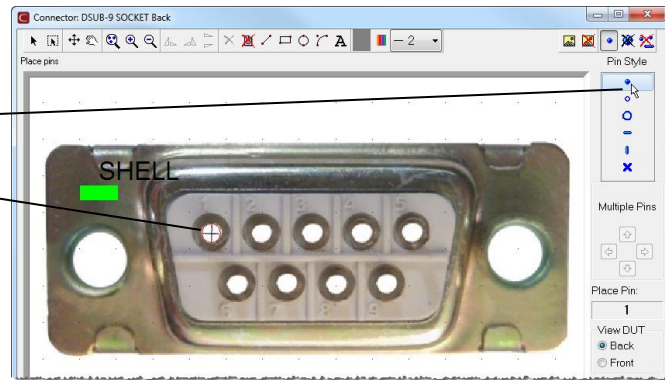 Connector: DSUB-9 SOCKET Back
A
2
Place pins
Pin Style
SHELL
1 2 3 4 5
6 7 8 9
Multiple Pins
Place Pin:
1
View DUT
Back
Front